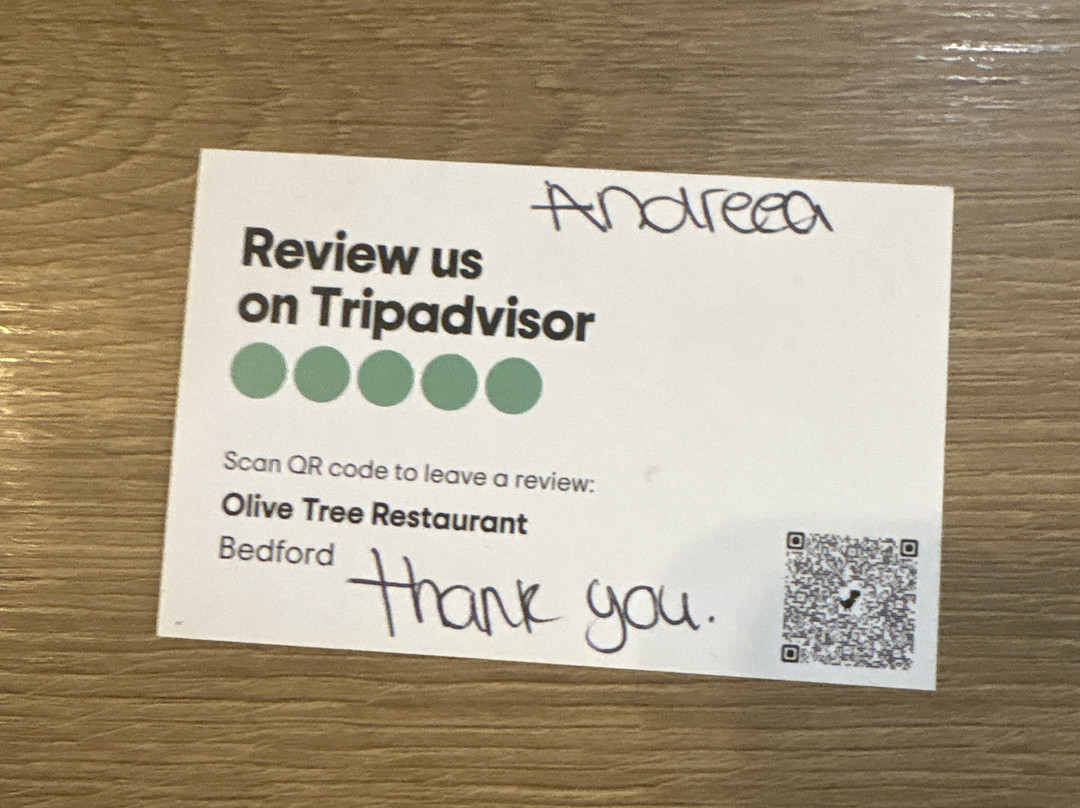 Andreea
Review us
on Tripadvisor
Scan QR code to leave a review:
Olive Tree Restaurant
Bedford
thank you.